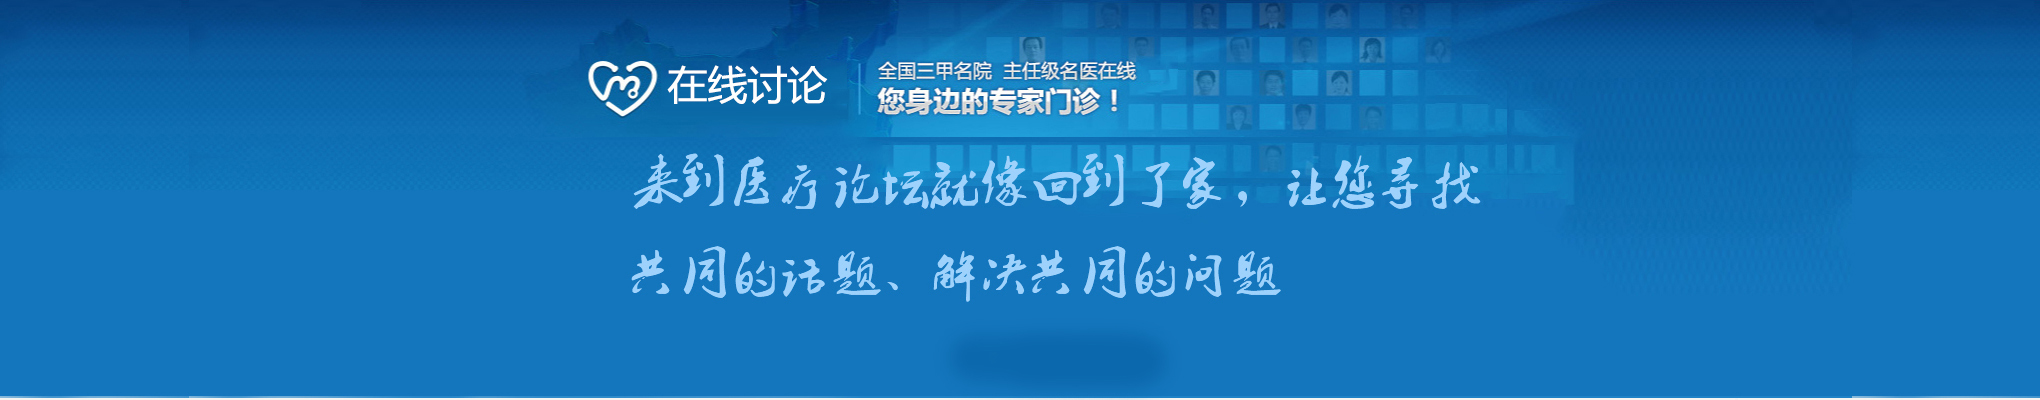 在线讨论
全国三甲名院 主任级名医在线
您身边的专家门诊！
来到医疗论坛就像回到了家，让您寻找
共同的话题、解决共同的问题